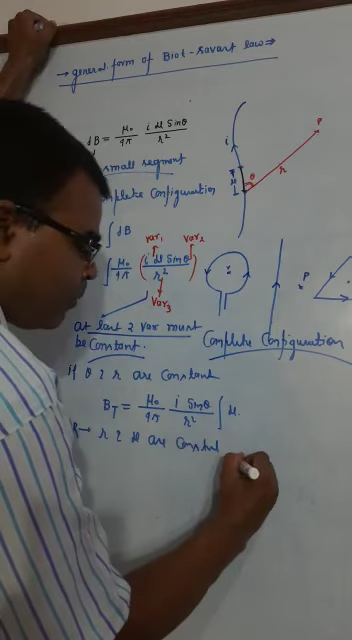 → general form of Biot-savart law ⇒
dB = μ₀/4π i dl Sinθ/r²
small segment
i
dl
θ
r
P
Complete Configuration
∫dB
var₁ var₂
∫ μ₀/4π ( i dl Sinθ/r² )
Var₃
P
at least 2 var must
be Constant.
Complete Configuration
if θ & r are Constant
B_T = μ₀/4π i Sinθ/r² ∫ dl.
r & dl are Constut